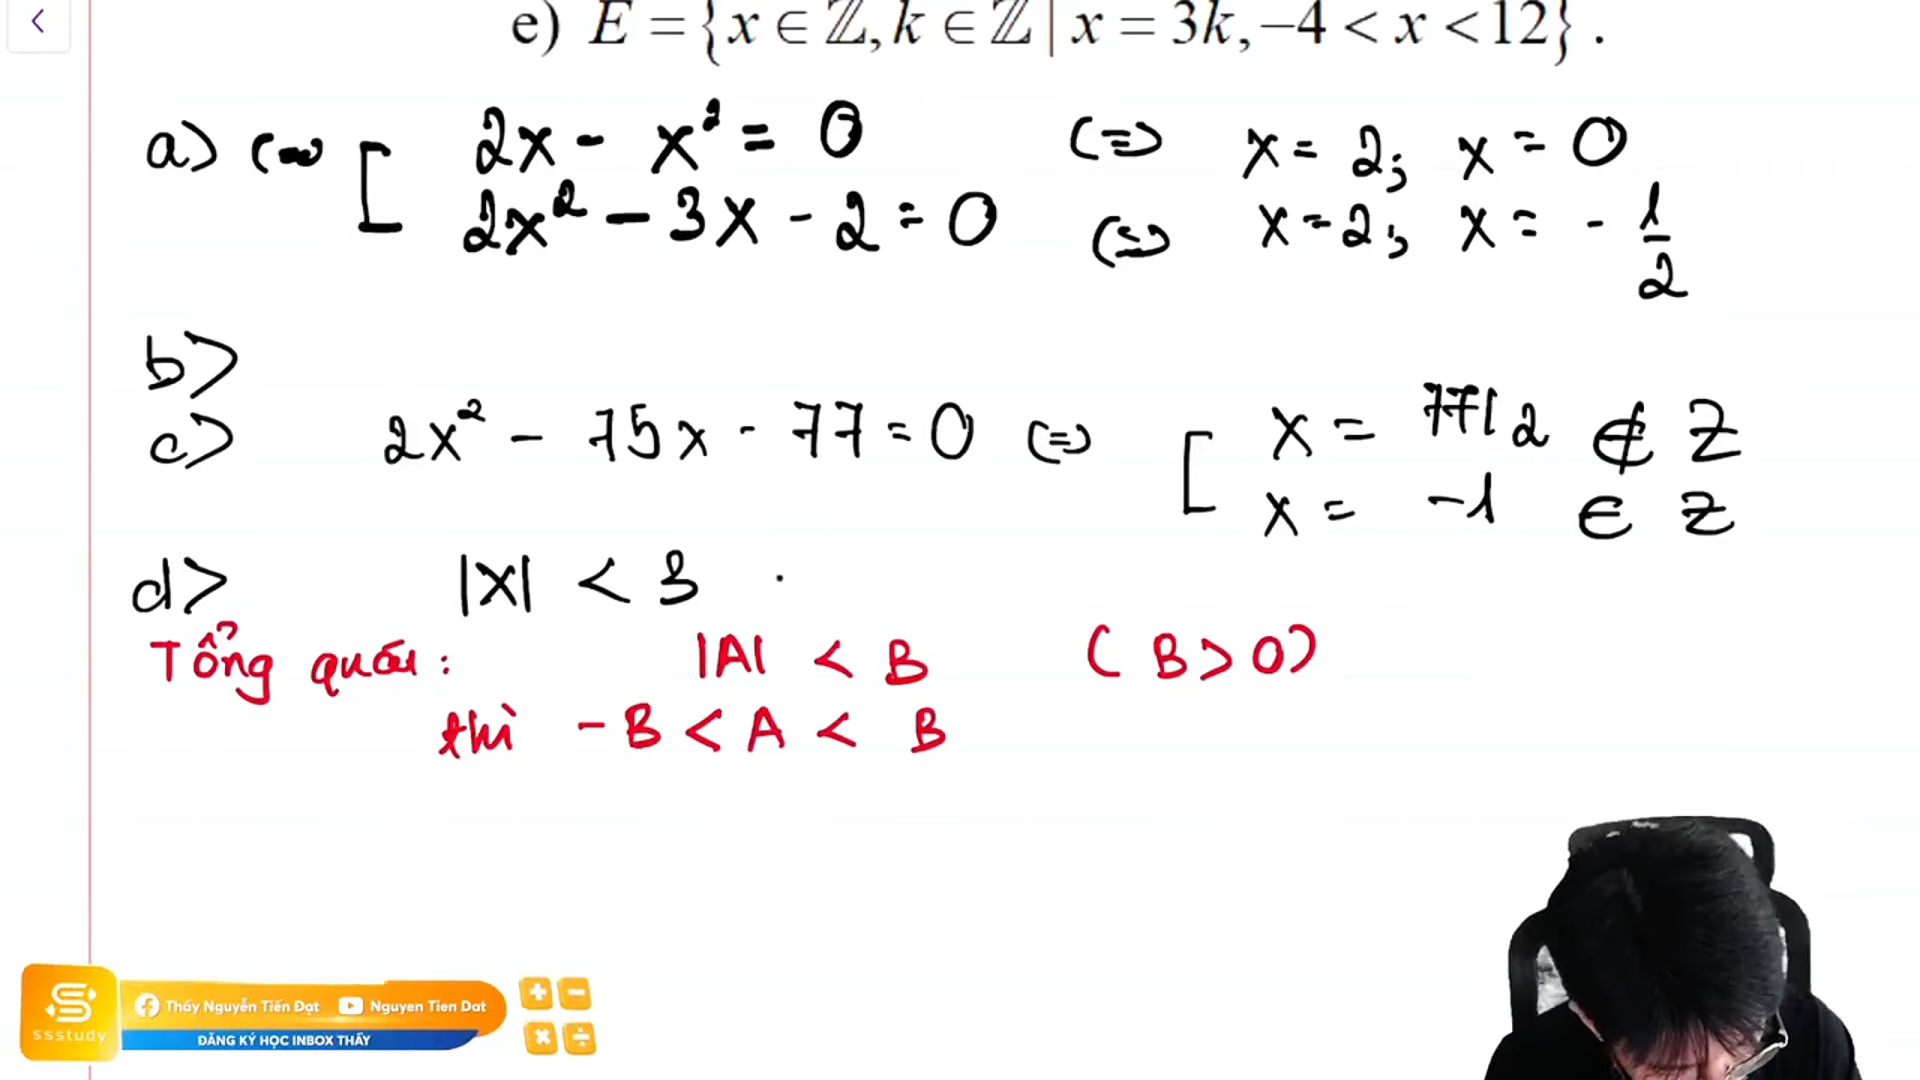 e) E = {x ∈ ℤ, k ∈ ℤ | x = 3k, −4 < x < 12} .
a) (=) [ 2x - x² = 0 (=) x = 2; x = 0
2x² - 3x - 2 = 0 (=) x = 2; x = - 1/2
b)
c) 2x² - 75x - 77 = 0 (=) [ x = 77/2 ∉ Z
x = -1 ∈ Z
d) |x| < 3 .
Tổng quát: |A| < B (B > 0)
thì - B < A < B
ssstudy
Thầy Nguyễn Tiến Đạt Nguyen Tien Dat
ĐĂNG KÝ HỌC INBOX THẦY